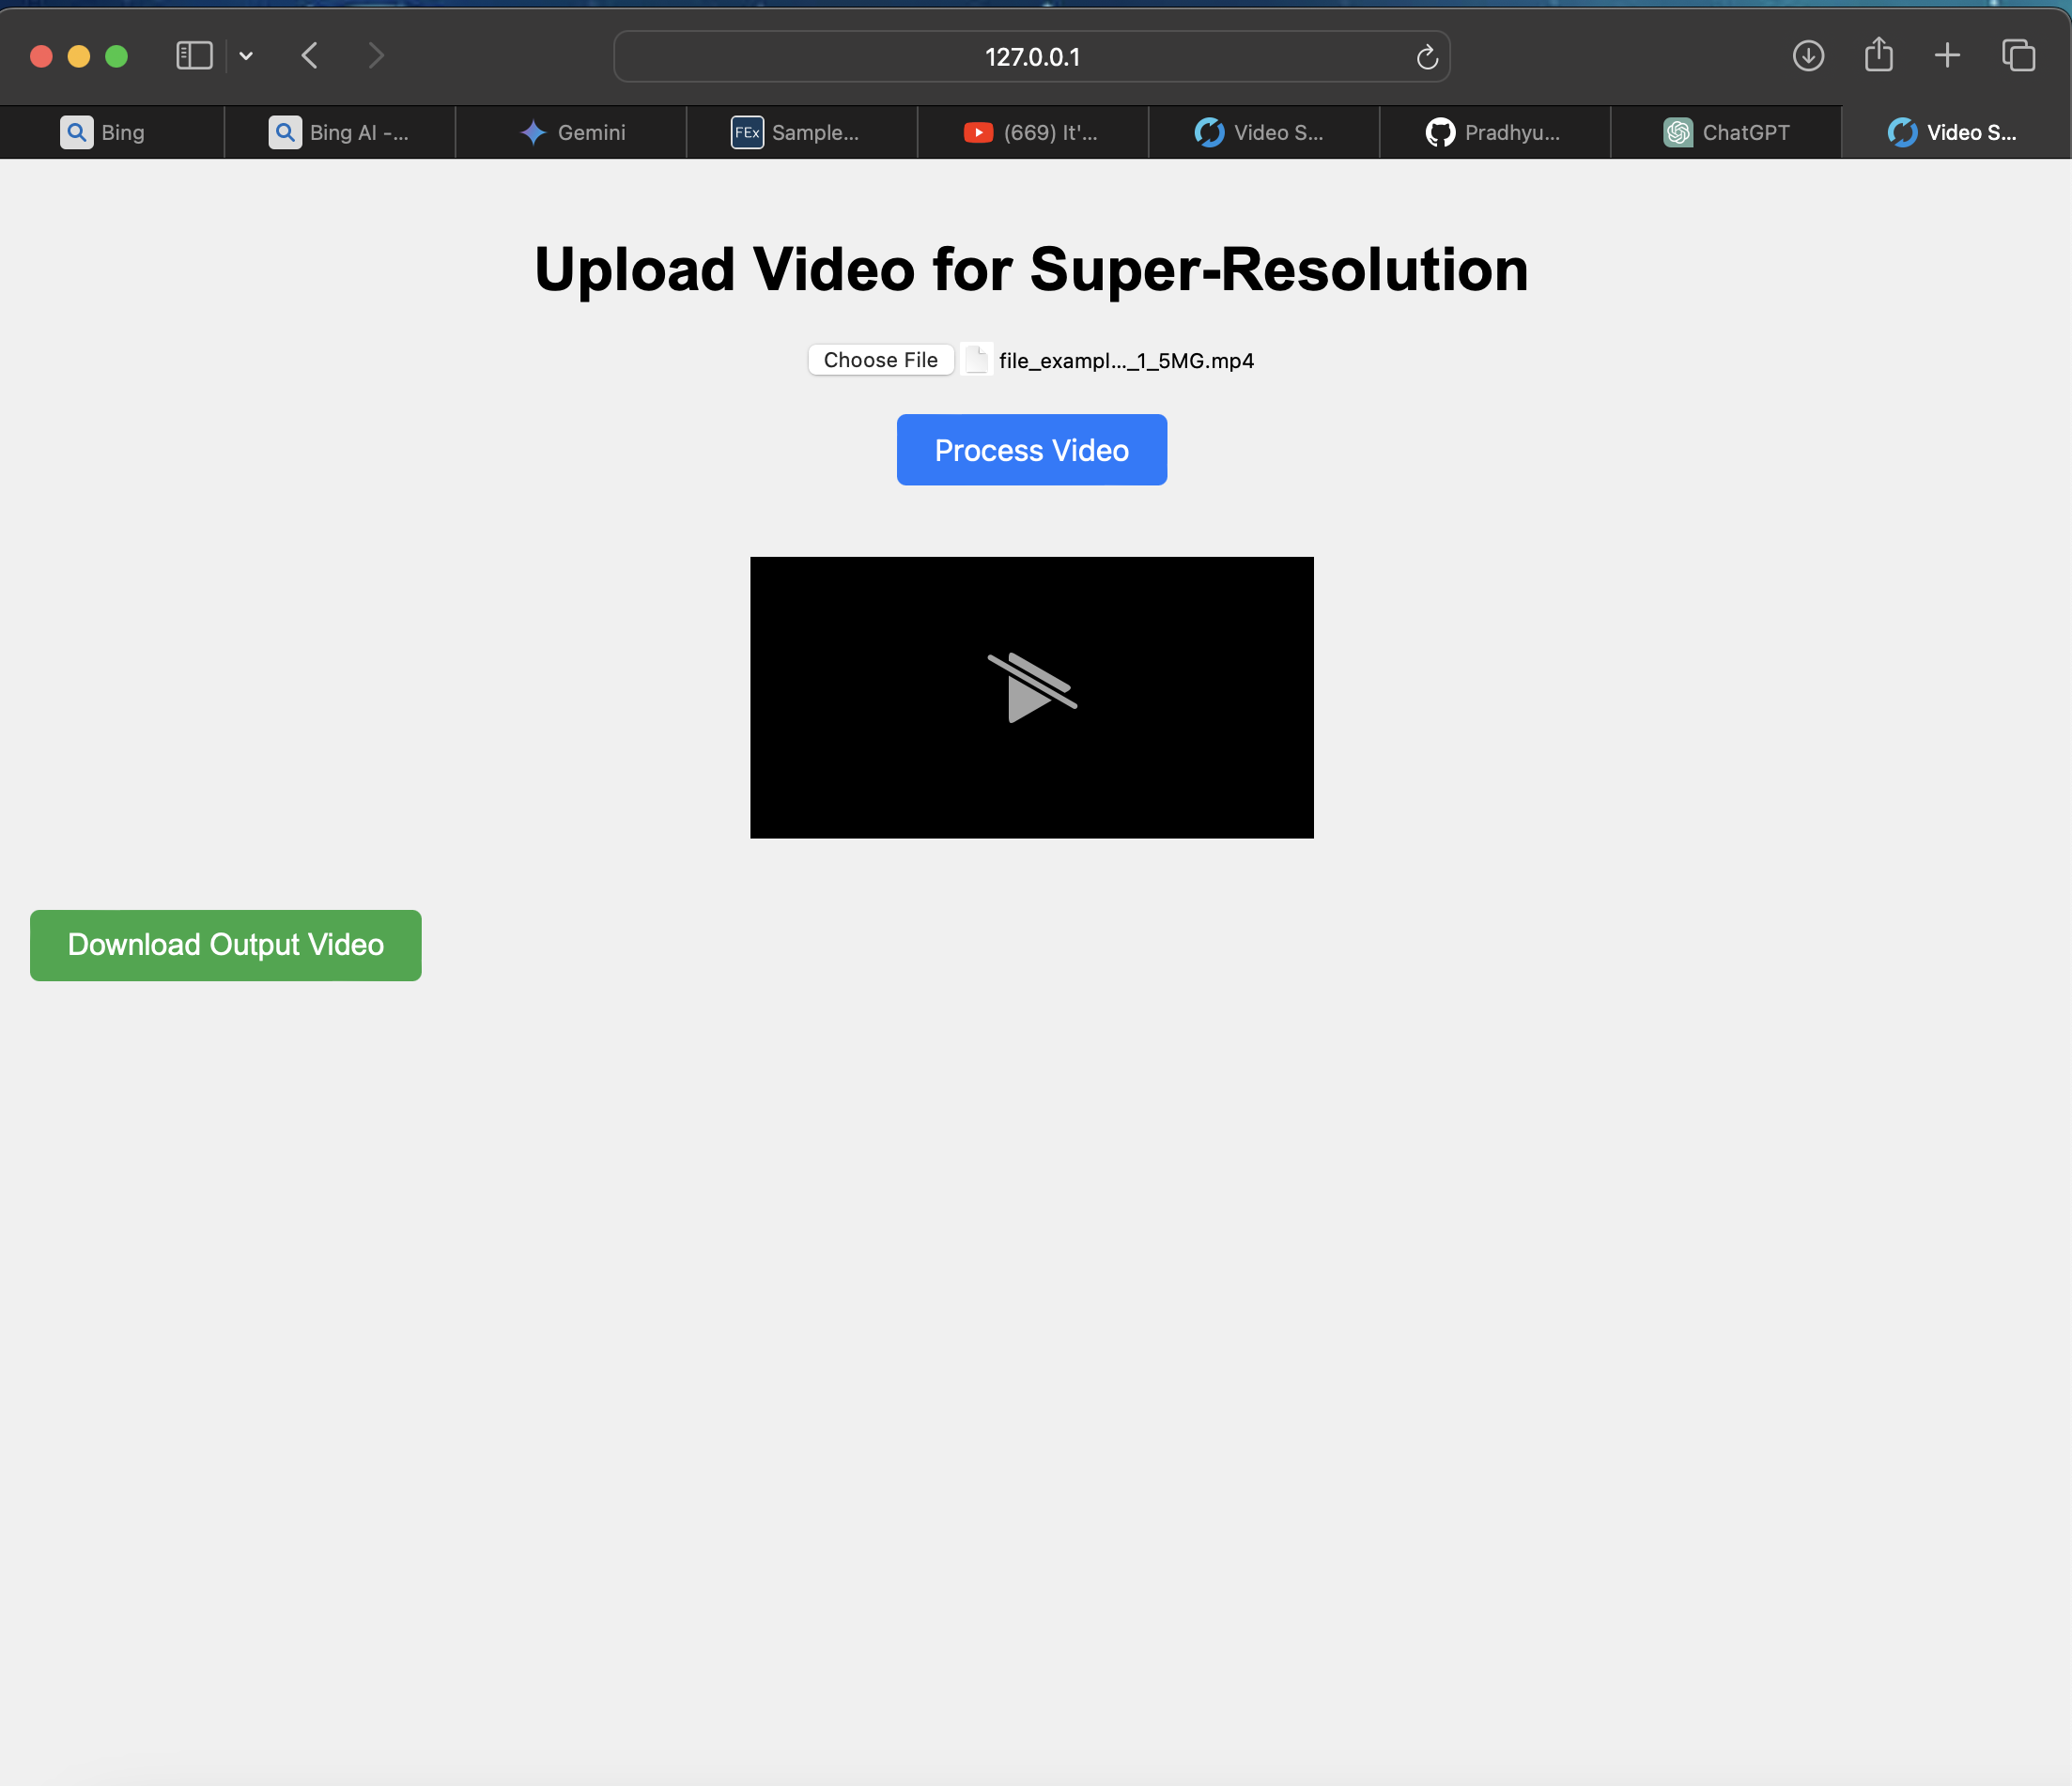 127.0.0.1
Bing
Bing AI -...
Gemini
FEx Sample...
(669) It'...
Video S...
Pradhyu...
ChatGPT
Video S...
Upload Video for Super-Resolution
Choose File file_exampl..._1_5MG.mp4
Process Video
Download Output Video